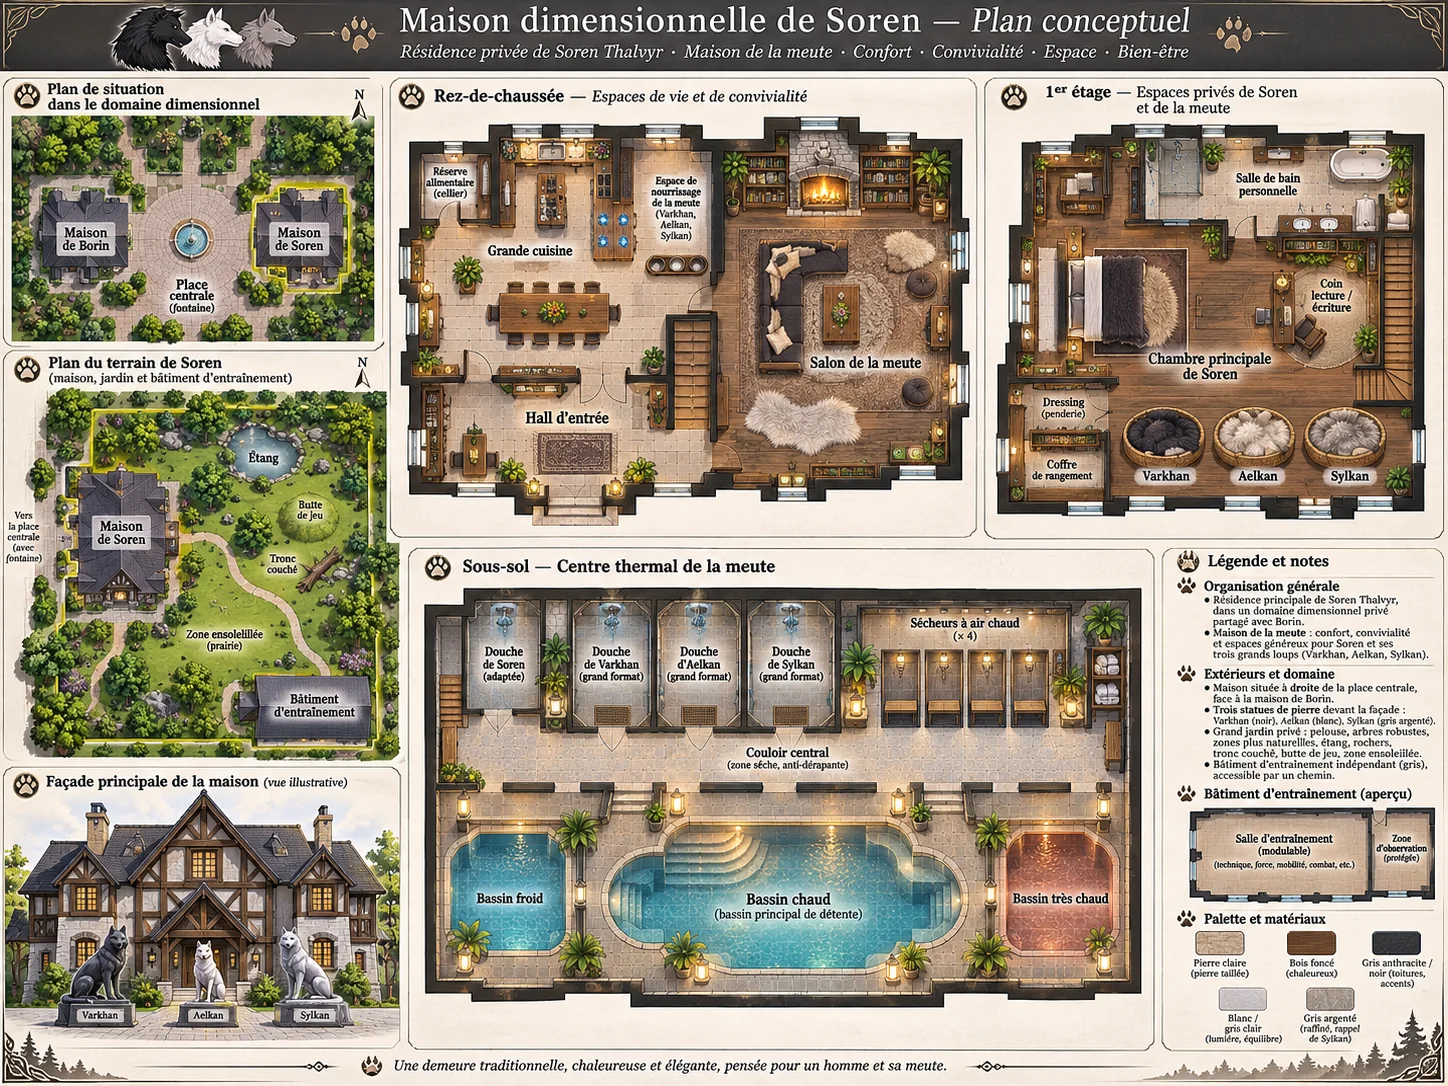 Maison dimensionnelle de Soren — Plan conceptuel
Résidence privée de Soren Thalvyr · Maison de la meute · Confort · Convivialité · Espace · Bien-être
Plan de situation
dans le domaine dimensionnel
N
Maison
de Borin
Maison
de Soren
Place
centrale
(fontaine)
Plan du terrain de Soren
(maison, jardin et bâtiment d'entraînement)
N
Étang
Butte
de jeu
Vers
la place
centrale
(avec
fontaine)
Maison
de Soren
Tronc
couché
Zone ensoleillée
(prairie)
Bâtiment
d'entraînement
Façade principale de la maison (vue illustrative)
Varkhan
Aelkan
Sylkan
Rez-de-chaussée — Espaces de vie et de convivialité
Réserve
alimentaire
(cellier)
Grande cuisine
Espace de
nourrissage
de la meute
(Varkhan,
Aelkan,
Sylkan)
Salon de la meute
Hall d'entrée
1er étage — Espaces privés de Soren
et de la meute
Salle de bain
personnelle
Coin
lecture /
écriture
Chambre principale
de Soren
Dressing
(penderie)
Coffre
de rangement
Varkhan
Aelkan
Sylkan
Sous-sol — Centre thermal de la meute
Douche
de Soren
(adaptée)
Douche
de Varkhan
(grand format)
Douche
d'Aelkan
(grand format)
Douche
de Sylkan
(grand format)
Sécheurs à air chaud
(× 4)
Couloir central
(zone sèche, anti-dérapante)
Bassin froid
Bassin chaud
(bassin principal de détente)
Bassin très chaud
Légende et notes
Organisation générale
• Résidence principale de Soren Thalvyr,
dans un domaine dimensionnel privé
partagé avec Borin.
• Maison de la meute : confort, convivialité
et espaces généreux pour Soren et ses
trois grands loups (Varkhan, Aelkan, Sylkan).
Extérieurs et domaine
• Maison située à droite de la place centrale,
face à la maison de Borin.
• Trois statues de pierre devant la façade :
Varkhan (noir), Aelkan (blanc), Sylkan (gris argenté).
• Grand jardin privé : pelouse, arbres robustes,
zones plus naturelles, étang, rochers,
tronc couché, butte de jeu, zone ensoleillée.
• Bâtiment d'entraînement indépendant (gris),
accessible par un chemin.
Bâtiment d'entraînement (aperçu)
Salle d'entraînement
(modulable)
(technique, force, mobilité, combat, etc.)
Zone
d'observation
(protégée)
Palette et matériaux
Pierre claire
(pierre taillée)
Bois foncé
(chaleureux)
Gris anthracite /
noir (toitures,
accents)
Blanc /
gris clair
(lumière, équilibre)
Gris argenté
(raffiné, rappel
de Sylkan)
Une demeure traditionnelle, chaleureuse et élégante, pensée pour un homme et sa meute.